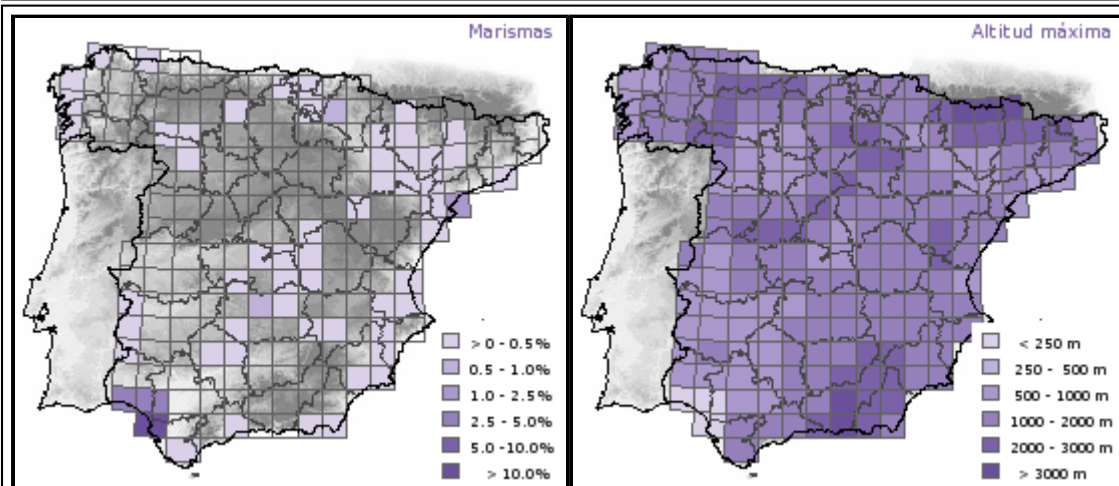 Marismas
> 0 - 0.5%
0.5 - 1.0%
1.0 - 2.5%
2.5 - 5.0%
5.0 -10.0%
> 10.0%
Altitud máxima
< 250 m
250 - 500 m
500 - 1000 m
1000 - 2000 m
2000 - 3000 m
> 3000 m